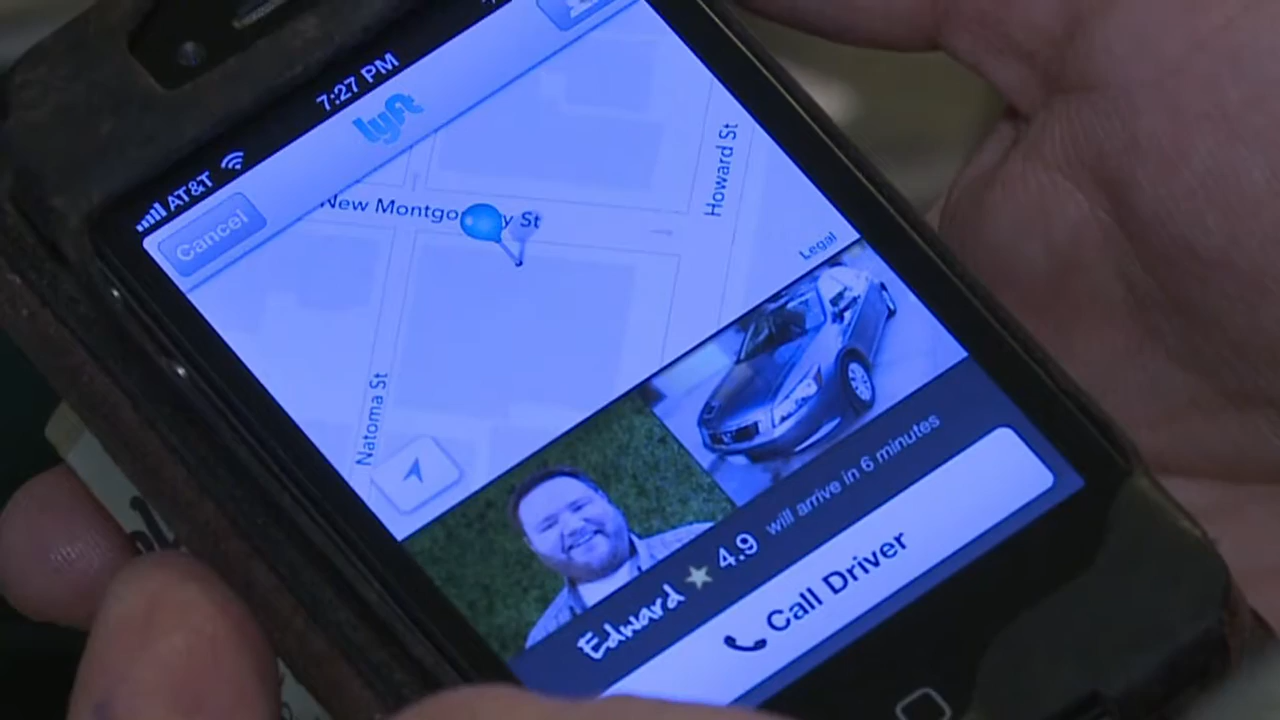 AT&T 7:27 PM
Cancel
lyft
New Montgo y St
Howard St
Natoma St
Legal
Edward 4.9 will arrive in 6 minutes
Call Driver